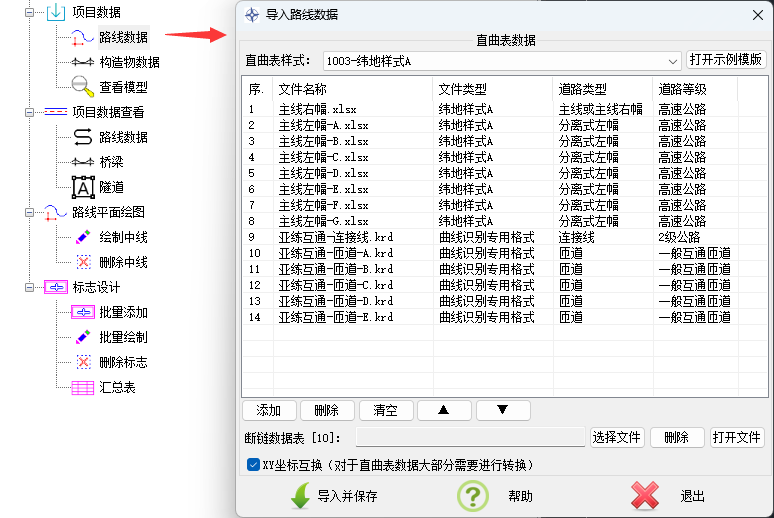 项目数据
路线数据
构造物数据
查看模型
项目数据查看
路线数据
桥梁
隧道
路线平面绘图
绘制中线
删除中线
标志设计
批量添加
批量绘制
删除标志
汇总表
导入路线数据
直曲表数据
直曲表样式： 1003-纬地样式A 打开示例模版
序. 文件名称 文件类型 道路类型 道路等级
1 主线右幅.xlsx 纬地样式A 主线或主线右幅 高速公路
2 主线左幅-A.xlsx 纬地样式A 分离式左幅 高速公路
3 主线左幅-B.xlsx 纬地样式A 分离式左幅 高速公路
4 主线左幅-C.xlsx 纬地样式A 分离式左幅 高速公路
5 主线左幅-D.xlsx 纬地样式A 分离式左幅 高速公路
6 主线左幅-E.xlsx 纬地样式A 分离式左幅 高速公路
7 主线左幅-F.xlsx 纬地样式A 分离式左幅 高速公路
8 主线左幅-G.xlsx 纬地样式A 分离式左幅 高速公路
9 亚练互通-连接线.krd 曲线识别专用格式 连接线 2级公路
10 亚练互通-匝道-A.krd 曲线识别专用格式 匝道 一般互通匝道
11 亚练互通-匝道-B.krd 曲线识别专用格式 匝道 一般互通匝道
12 亚练互通-匝道-C.krd 曲线识别专用格式 匝道 一般互通匝道
13 亚练互通-匝道-D.krd 曲线识别专用格式 匝道 一般互通匝道
14 亚练互通-匝道-E.krd 曲线识别专用格式 匝道 一般互通匝道
添加 删除 清空 ▲ ▼
断链数据表 [10]： 选择文件 删除 打开文件
XY坐标互换（对于直曲表数据大部分需要进行转换）
导入并保存 帮助 退出